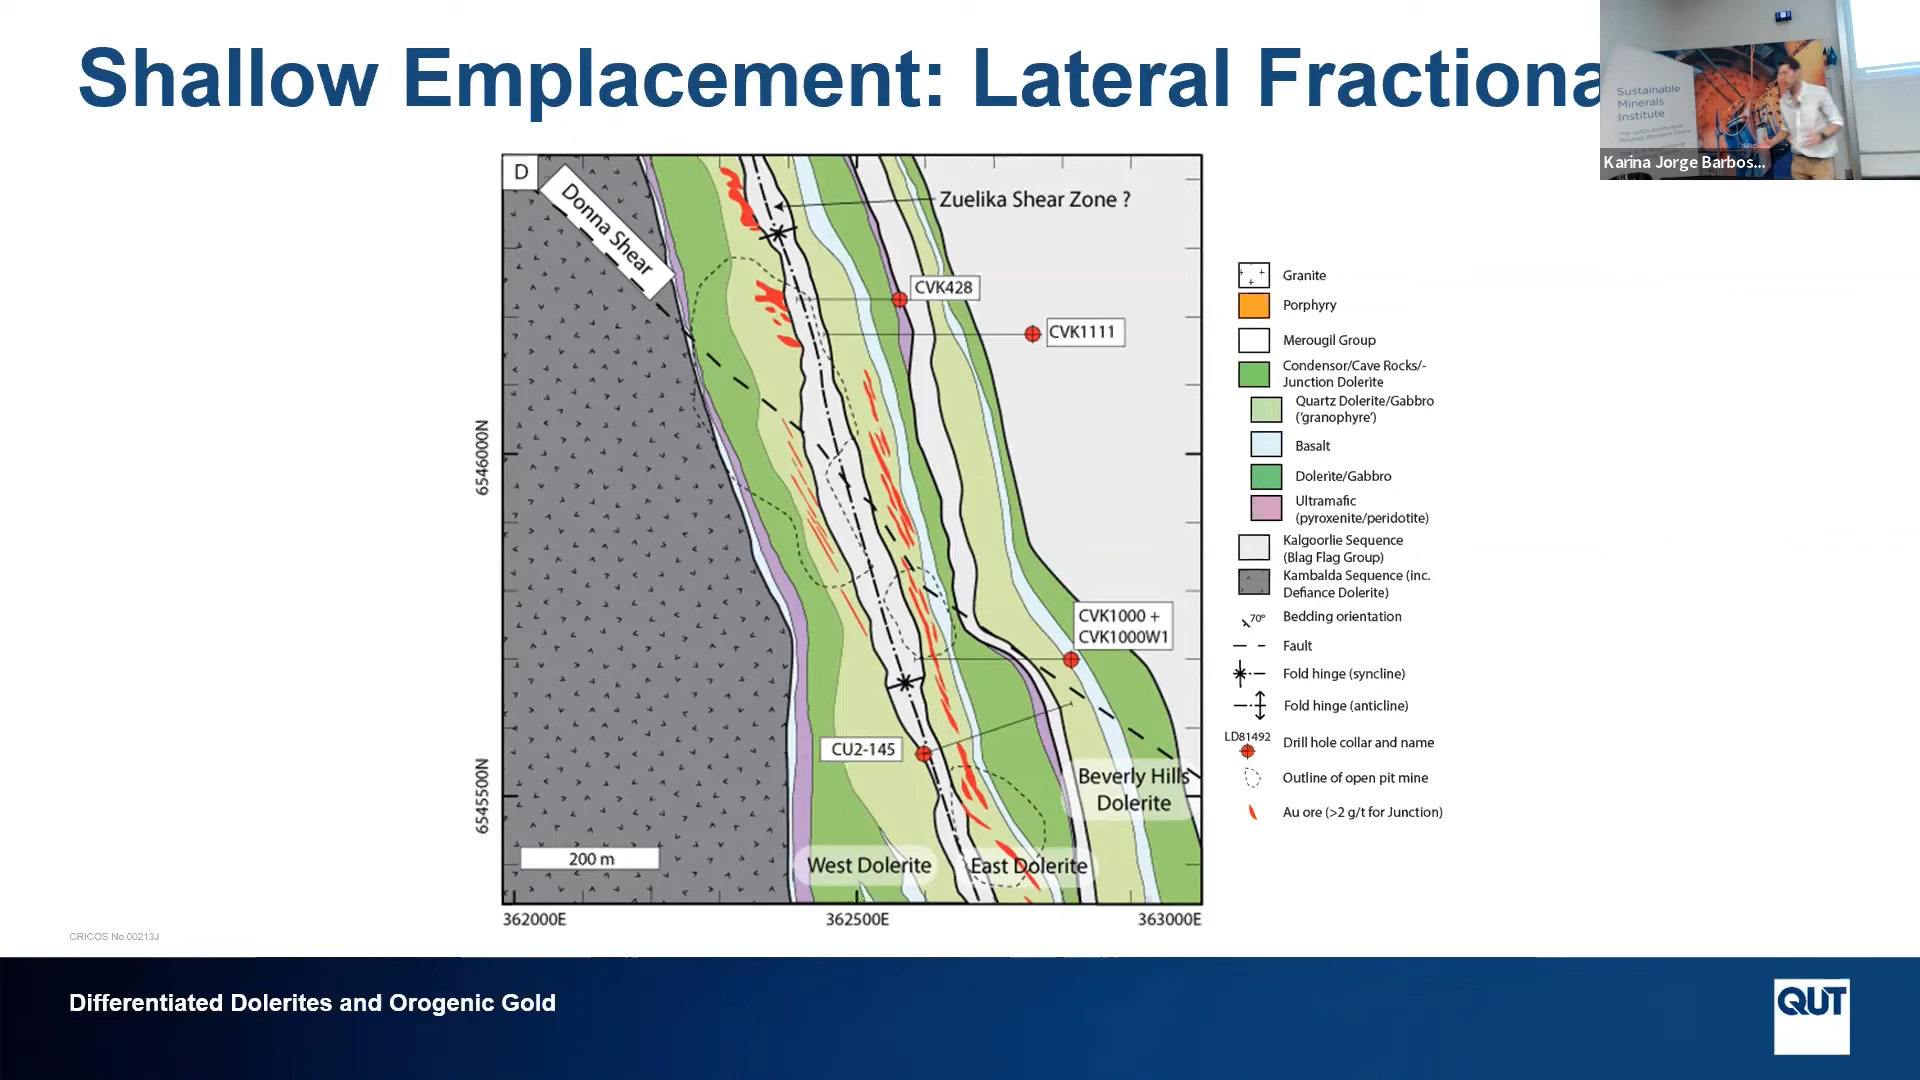 Shallow Emplacement: Lateral Fractiona
Sustainable
Minerals
Institute
Karina Jorge Barbos...
D
Donna Shear
Zuelika Shear Zone ?
CVK428
CVK1111
CVK1000 +
CVK1000W1
CU2-145
Beverly Hills
Dolerite
West Dolerite
East Dolerite
200 m
6546000N
6545500N
362000E
362500E
363000E
Granite
Porphyry
Merougil Group
Condensor/Cave Rocks/-
Junction Dolerite
Quartz Dolerite/Gabbro
('granophyre')
Basalt
Dolerite/Gabbro
Ultramafic
(pyroxenite/peridotite)
Kalgoorlie Sequence
(Blag Flag Group)
Kambalda Sequence (inc.
Defiance Dolerite)
70° Bedding orientation
Fault
Fold hinge (syncline)
Fold hinge (anticline)
LD81492
Drill hole collar and name
Outline of open pit mine
Au ore (>2 g/t for Junction)
CRICOS No.00213J
Differentiated Dolerites and Orogenic Gold
QUT